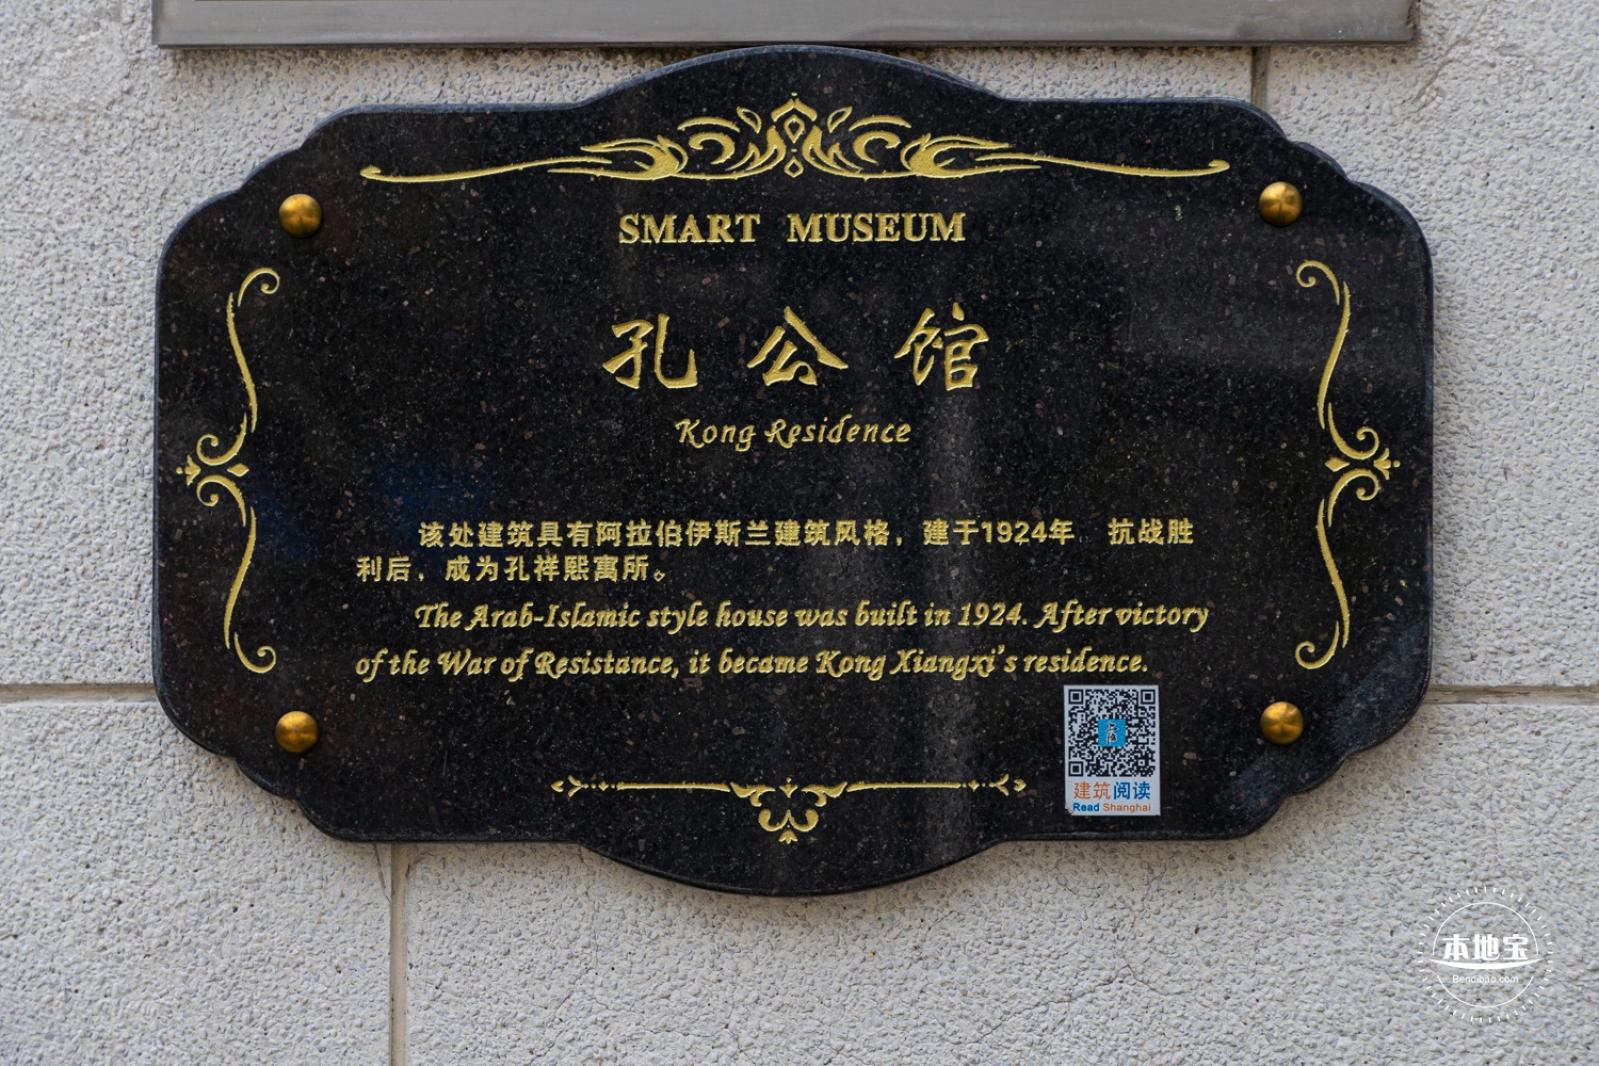 SMART MUSEUM
孔公馆
Kong Residence
该处建筑具有阿拉伯伊斯兰建筑风格，建于1924年 抗战胜
利后，成为孔祥熙寓所。
The Arab-Islamic style house was built in 1924. After victory
of the War of Resistance, it became Kong Xiangxi's residence.
建筑阅读
Read Shanghai
本地宝
Bendibao.com